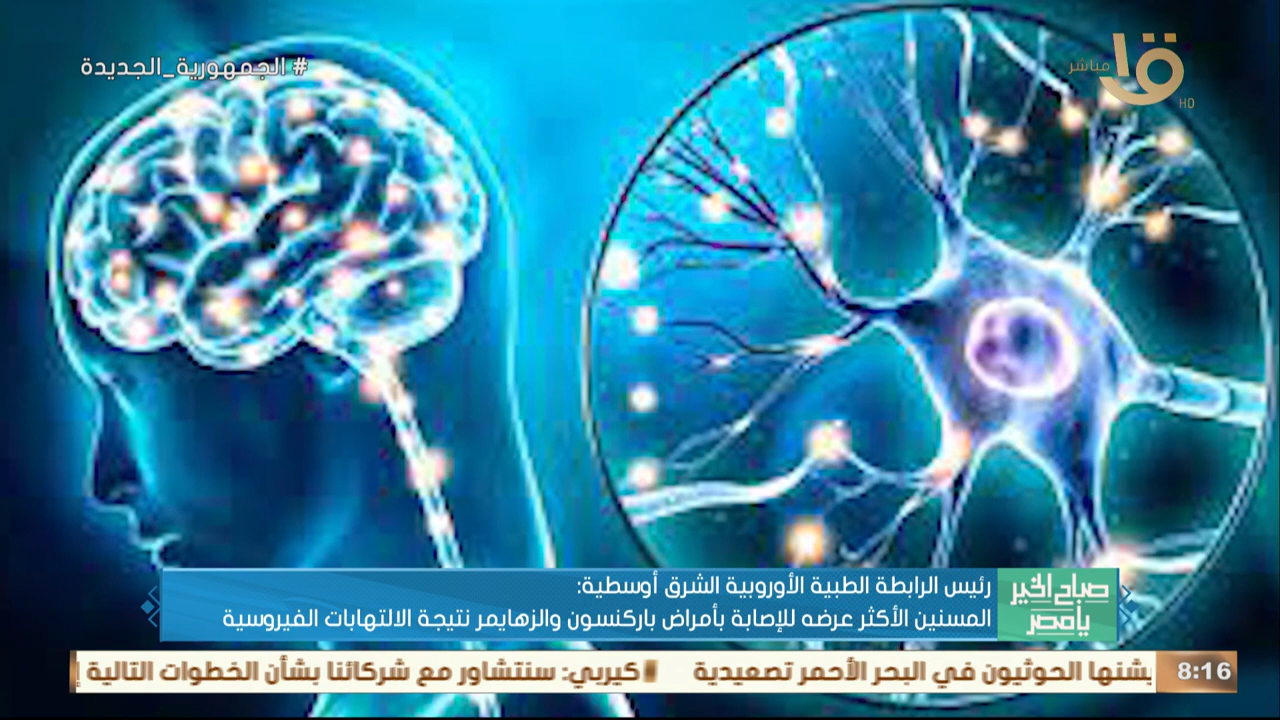 # الجمهورية_الجديدة
مباشر
HD
رئيس الرابطة الطبية الأوروبية الشرق أوسطية:
المسنين الأكثر عرضه للإصابة بأمراض باركنسون والزهايمر نتيجة الالتهابات الفيروسية
صباح الخير
يا مصر
يشنها الحوثيون في البحر الأحمر تصعيدية # كيربي: سنتشاور مع شركائنا بشأن الخطوات التالية
8:16